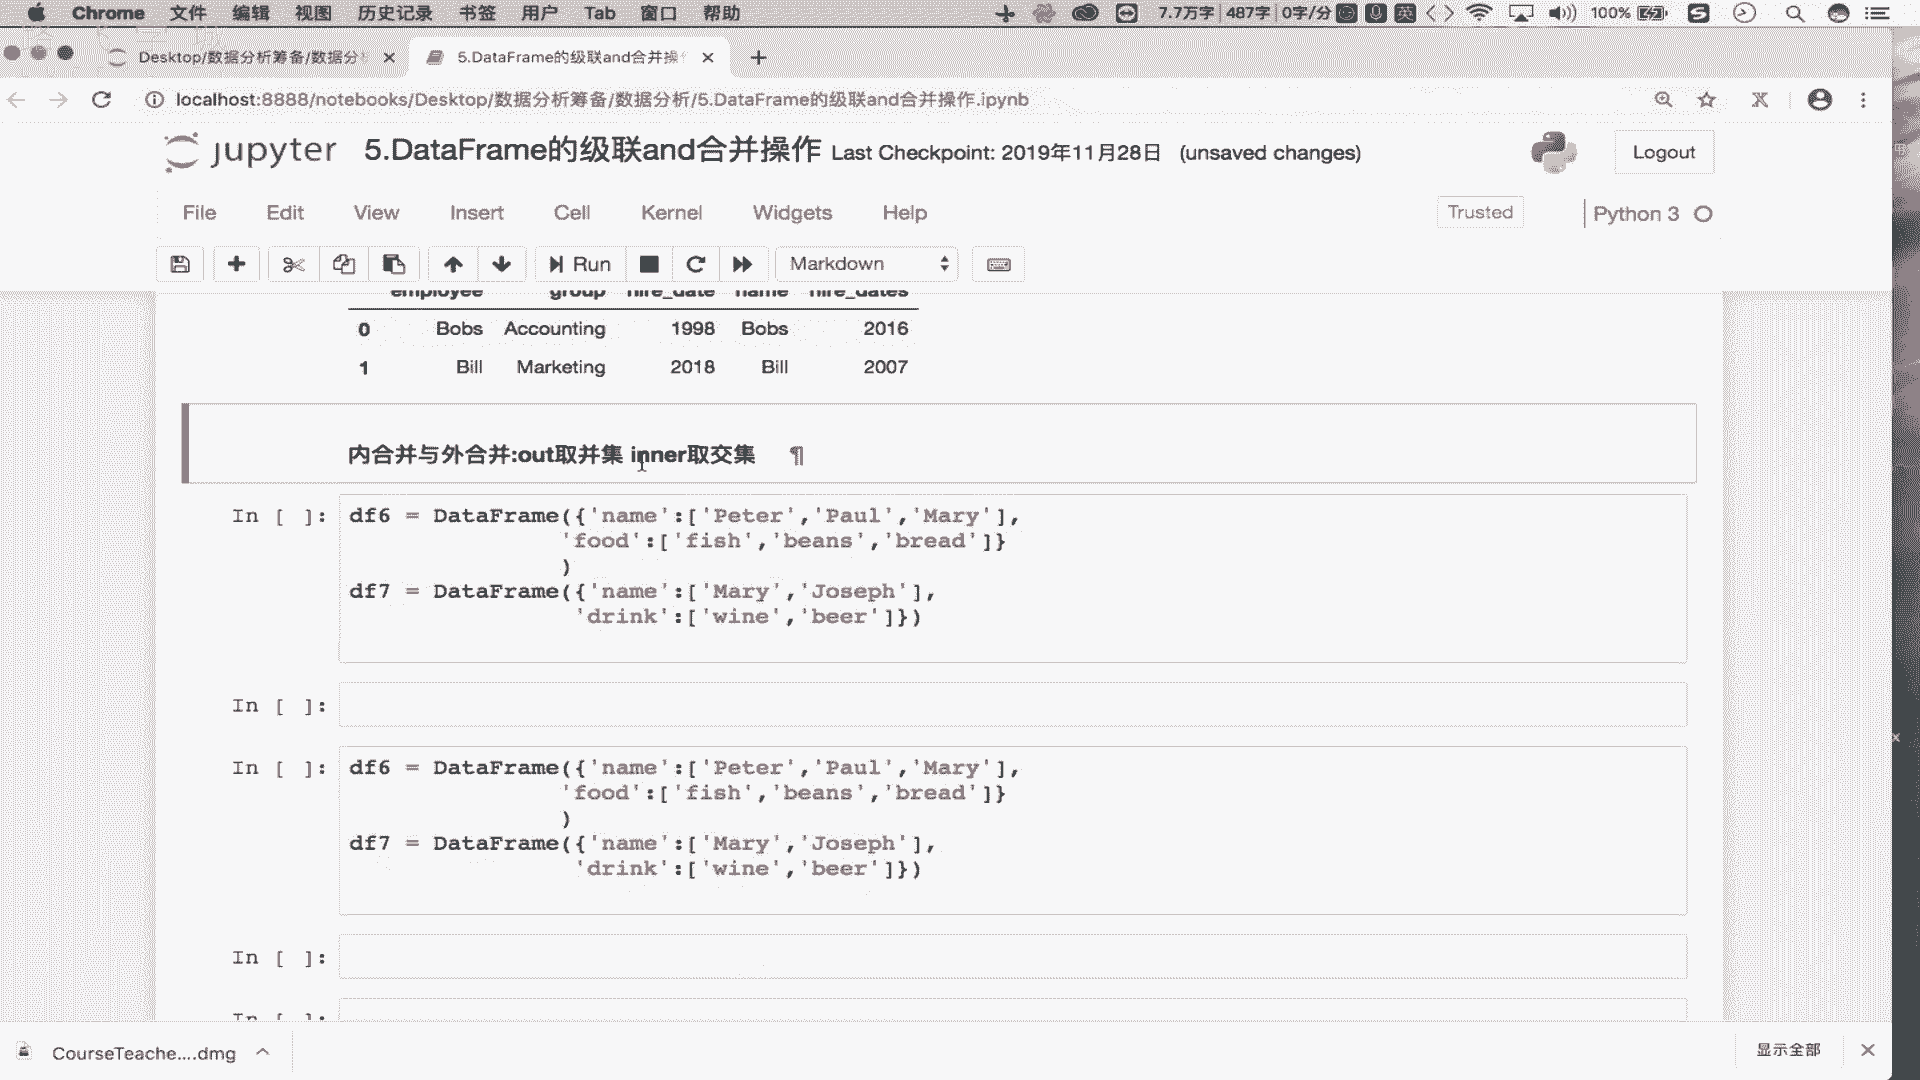 Chrome 文件 编辑 视图 历史记录 书签 用户 Tab 窗口 帮助 7.7万字 487字 0字/分 英 100%
Desktop/数据分析筹备/数据分 5.DataFrame的级联and合并操
localhost:8888/notebooks/Desktop/数据分析筹备/数据分析/5.DataFrame的级联and合并操作.ipynb
jupyter 5.DataFrame的级联and合并操作 Last Checkpoint: 2019年11月28日 (unsaved changes) Logout
File Edit View Insert Cell Kernel Widgets Help Trusted Python 3
Run Markdown
employee group hire_date name hire_dates
0 Bobs Accounting 1998 Bobs 2016
1 Bill Marketing 2018 Bill 2007
内合并与外合并:out取并集 inner取交集 ¶
In [ ]: df6 = DataFrame({'name':['Peter','Paul','Mary'],
'food':['fish','beans','bread']}
)
df7 = DataFrame({'name':['Mary','Joseph'],
'drink':['wine','beer']})
In [ ]:
In [ ]: df6 = DataFrame({'name':['Peter','Paul','Mary'],
'food':['fish','beans','bread']}
)
df7 = DataFrame({'name':['Mary','Joseph'],
'drink':['wine','beer']})
In [ ]:
In [ ]:
CourseTeache....dmg 显示全部